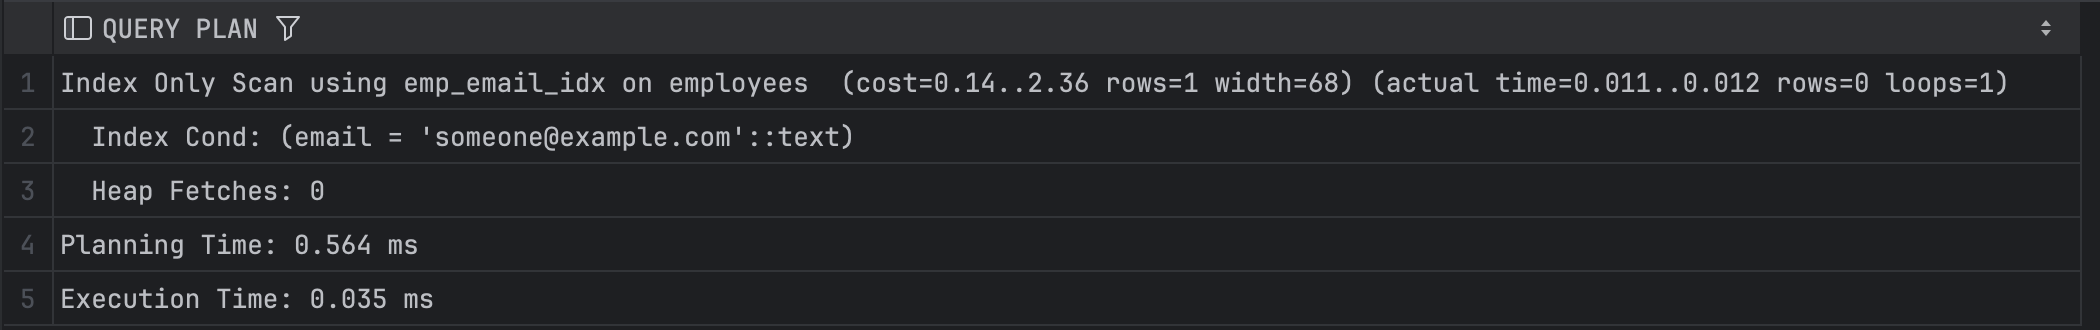 QUERY PLAN
1 Index Only Scan using emp_email_idx on employees  (cost=0.14..2.36 rows=1 width=68) (actual time=0.011..0.012 rows=0 loops=1)
2   Index Cond: (email = 'someone@example.com'::text)
3   Heap Fetches: 0
4 Planning Time: 0.564 ms
5 Execution Time: 0.035 ms